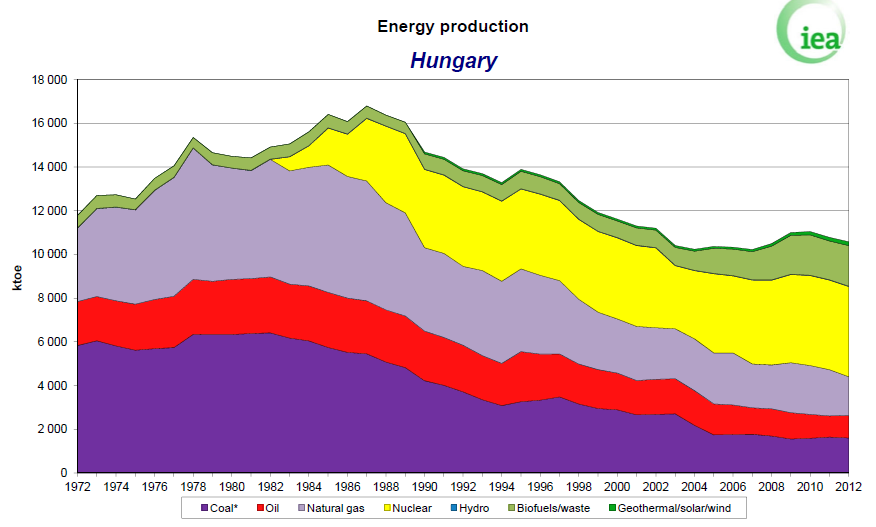 Energy production
Hungary
iea
ktoe
18 000
16 000
14 000
12 000
10 000
8 000
6 000
4 000
2 000
0
1972 1974 1976 1978 1980 1982 1984 1986 1988 1990 1992 1994 1996 1998 2000 2002 2004 2006 2008 2010 2012
Coal* Oil Natural gas Nuclear Hydro Biofuels/waste Geothermal/solar/wind